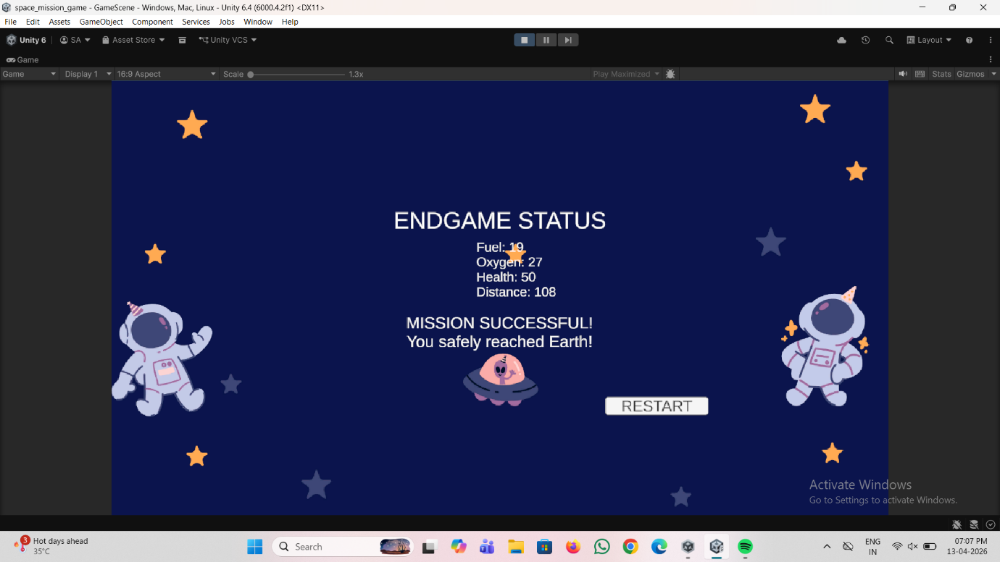 space_mission_game - GameScene - Windows, Mac, Linux - Unity 6.4 (6000.4.2f1) <DX11>
File Edit Assets GameObject Component Services Jobs Window Help
Unity 6 SA Asset Store Unity VCS Layout
Game
Game Display 1 16:9 Aspect Scale 1.3x Play Maximized Stats Gizmos
ENDGAME STATUS
Fuel: 19
Oxygen: 27
Health: 50
Distance: 108
MISSION SUCCESSFUL!
You safely reached Earth!
RESTART
Activate Windows
Go to Settings to activate Windows.
3 Hot days ahead
35°C
Search
ENG
IN
07:07 PM
13-04-2026